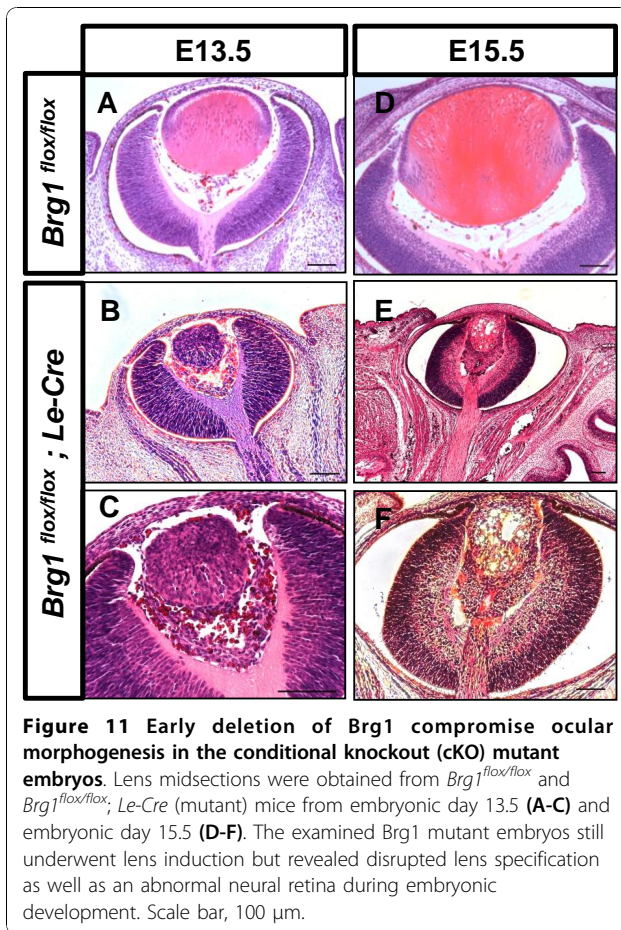 E13.5
E15.5
Brg1 flox/flox
A
D
Brg1 flox/flox ; Le-Cre
B
E
C
F
Figure 11 Early deletion of Brg1 compromise ocular
morphogenesis in the conditional knockout (cKO) mutant
embryos. Lens midsections were obtained from Brg1flox/flox and
Brg1flox/flox; Le-Cre (mutant) mice from embryonic day 13.5 (A-C) and
embryonic day 15.5 (D-F). The examined Brg1 mutant embryos still
underwent lens induction but revealed disrupted lens specification
as well as an abnormal neural retina during embryonic
development. Scale bar, 100 μm.